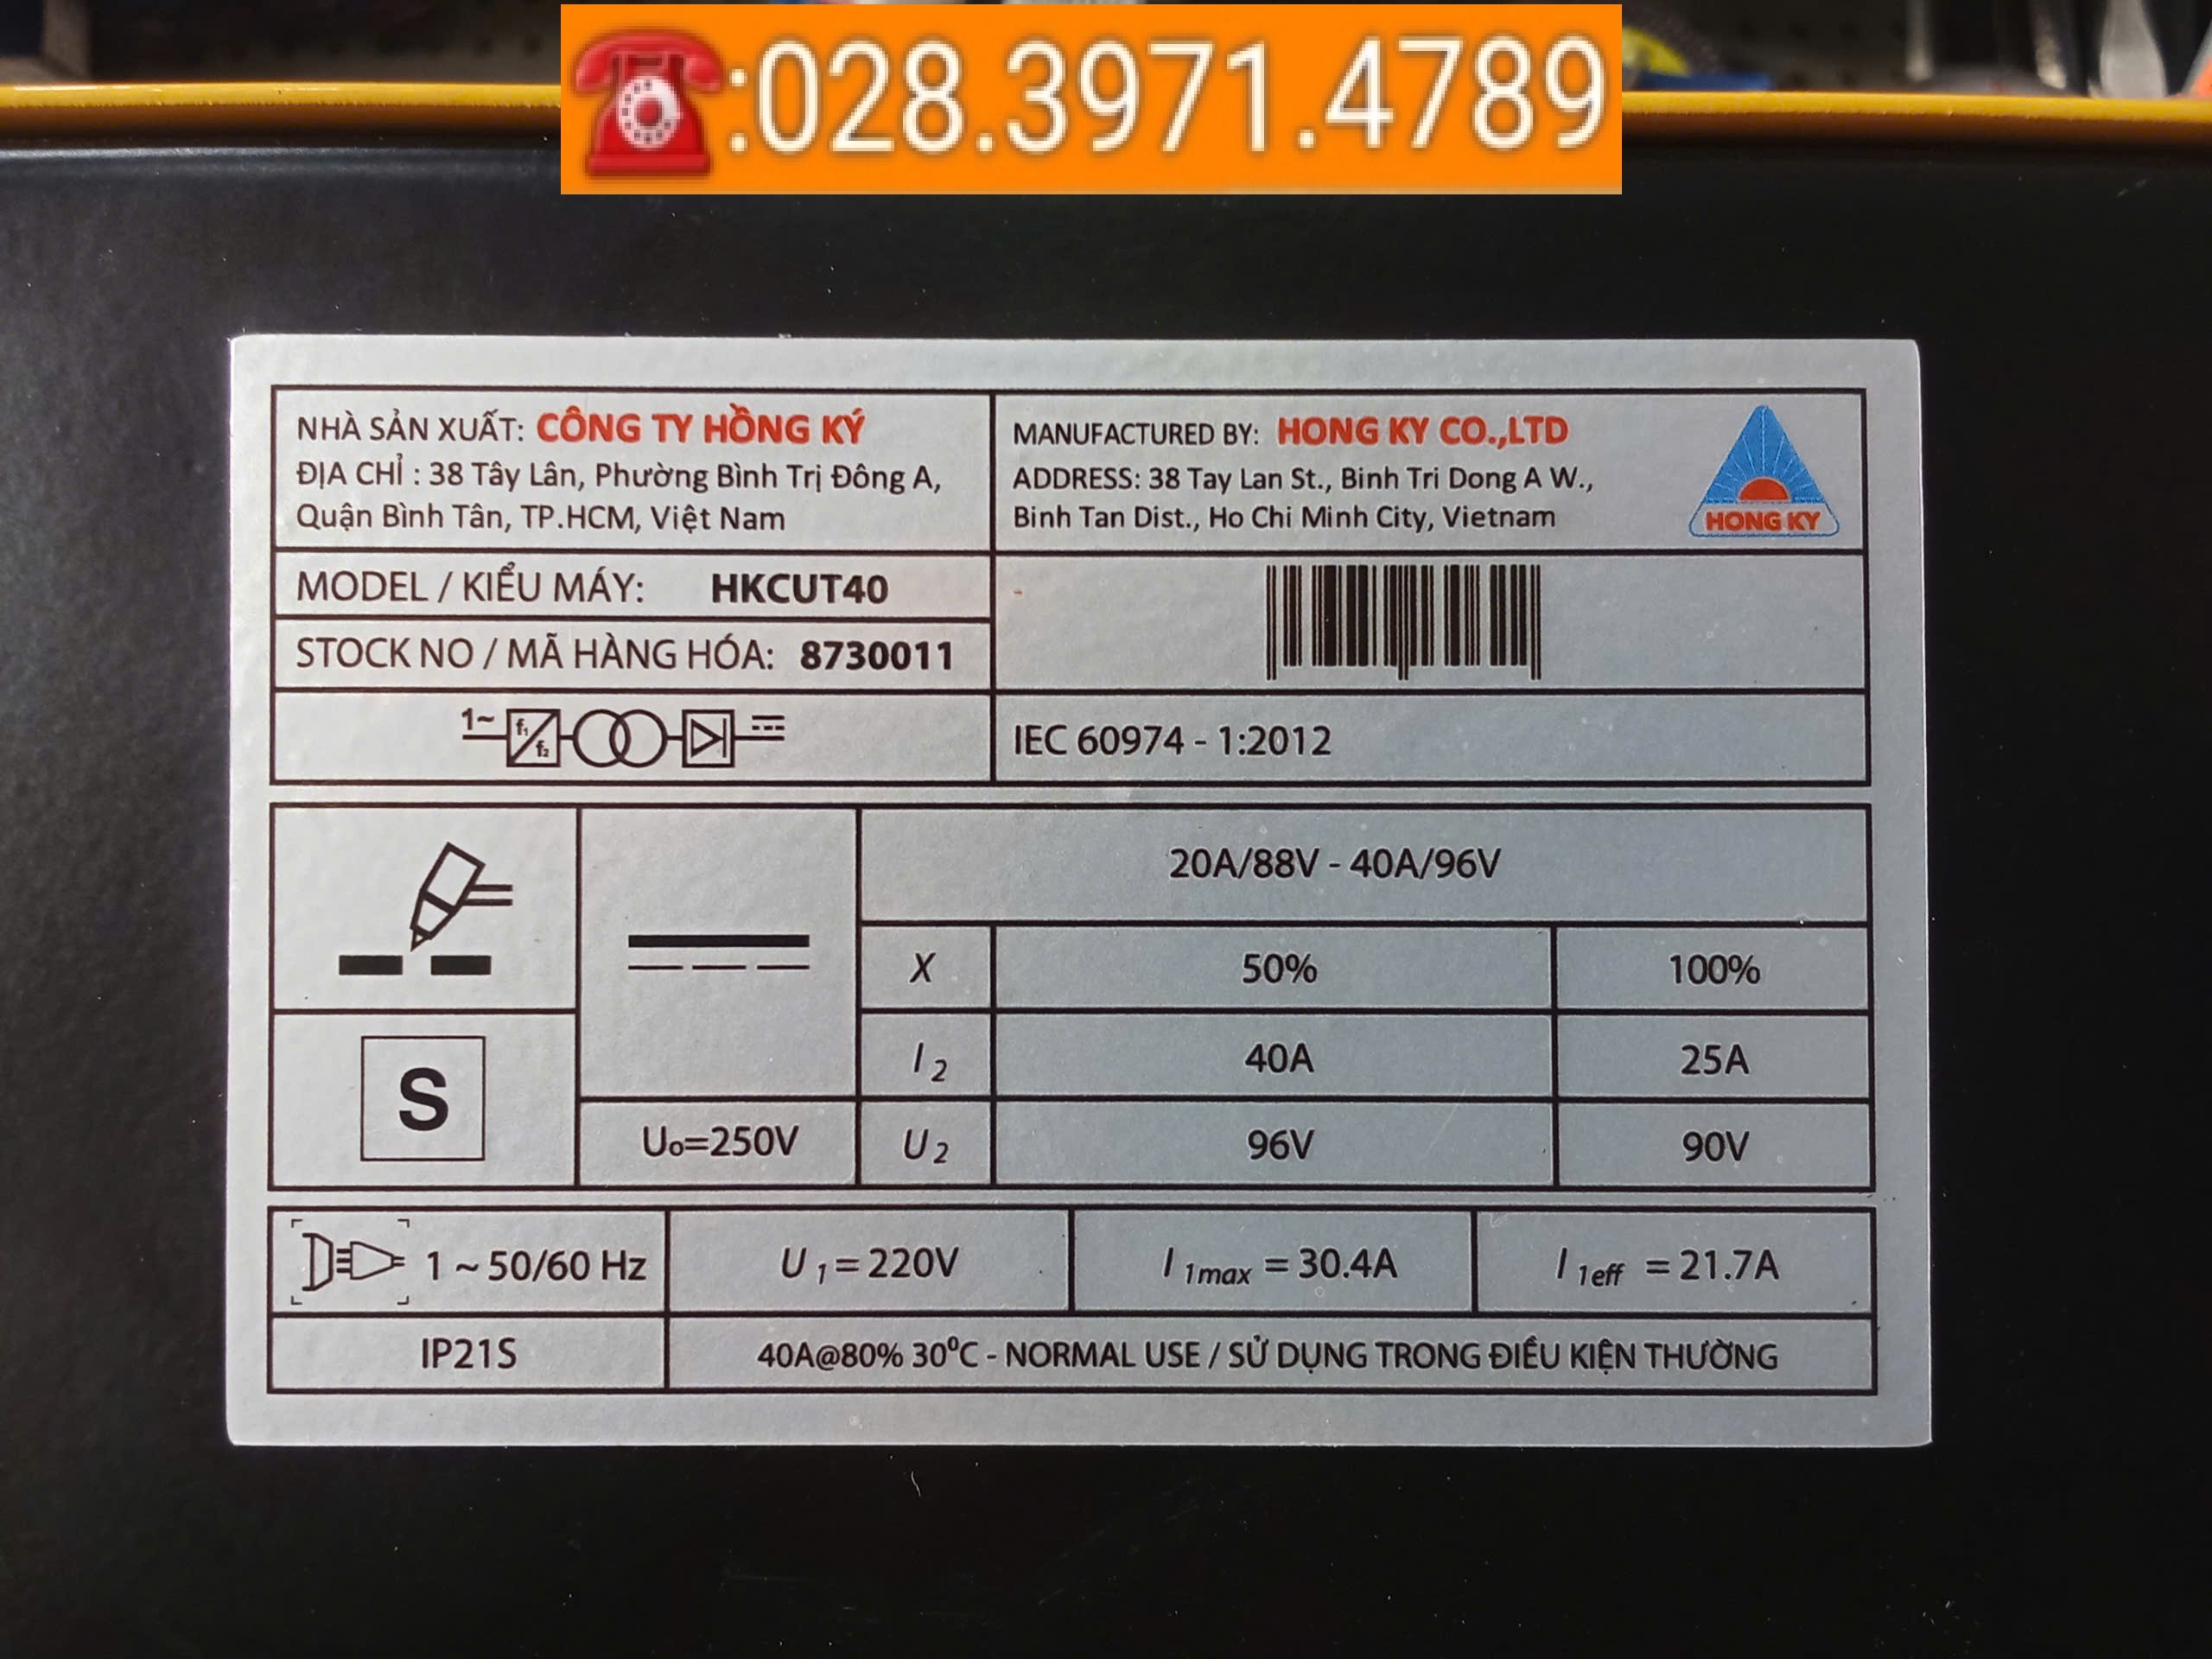 :028.3971.4789
NHÀ SẢN XUẤT: CÔNG TY HỒNG KÝ
ĐỊA CHỈ : 38 Tây Lân, Phường Bình Trị Đông A,
Quận Bình Tân, TP.HCM, Việt Nam
MANUFACTURED BY: HONG KY CO.,LTD
ADDRESS: 38 Tay Lan St., Binh Tri Dong A W.,
Binh Tan Dist., Ho Chi Minh City, Vietnam
HONG KY
MODEL / KIỂU MÁY: HKCUT40
STOCK NO / MÃ HÀNG HÓA: 8730011
1~ f₁ f₂
IEC 60974 - 1:2012
20A/88V - 40A/96V
X 50% 100%
I₂ 40A 25A
S
U₀=250V U₂ 96V 90V
1 ~ 50/60 Hz U₁ = 220V I1max = 30.4A I1eff = 21.7A
IP21S 40A@80% 30⁰C - NORMAL USE / SỬ DỤNG TRONG ĐIỀU KIỆN THƯỜNG